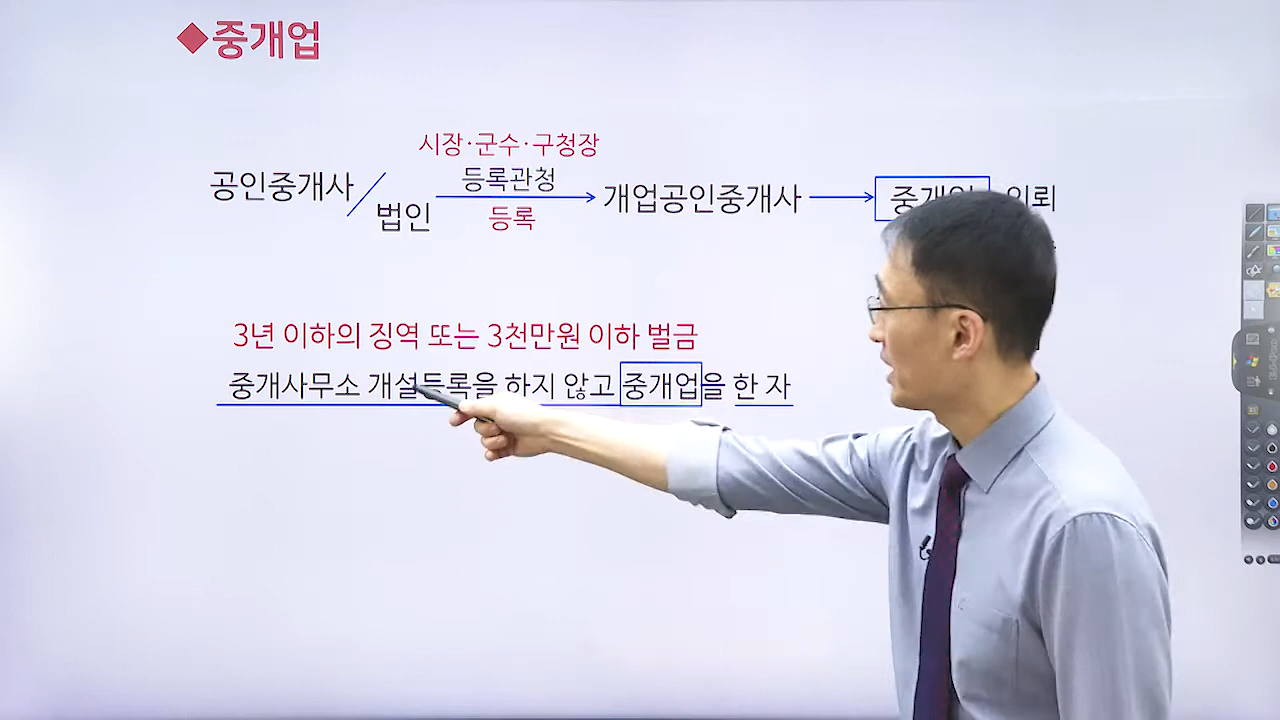 ◆중개업
시장·군수·구청장
공인중개사
등록관청
개업공인중개사
의뢰
법인
등록
3년 이하의 징역 또는 3천만원 이하 벌금
중개사무소 개설등록을 하지 않고 중개업을 한 자